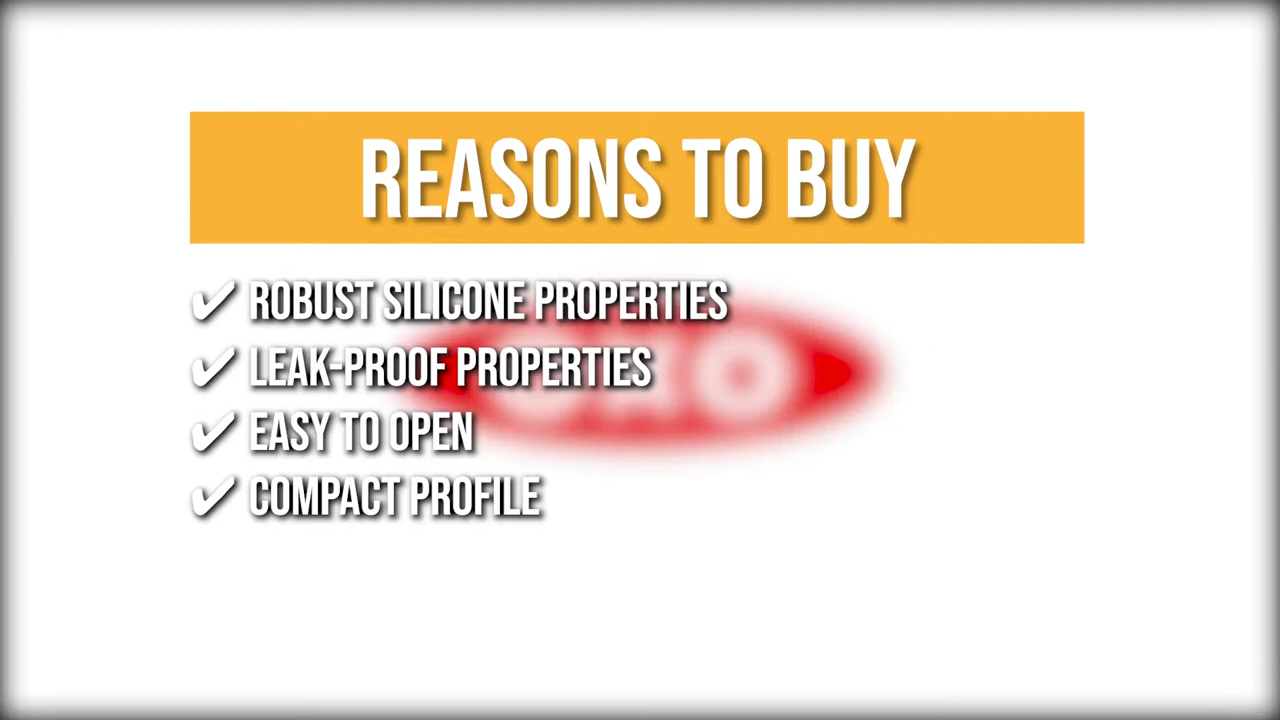 REASONS TO BUY
✔ ROBUST SILICONE PROPERTIES
✔ LEAK-PROOF PROPERTIES
✔ EASY TO OPEN
✔ COMPACT PROFILE